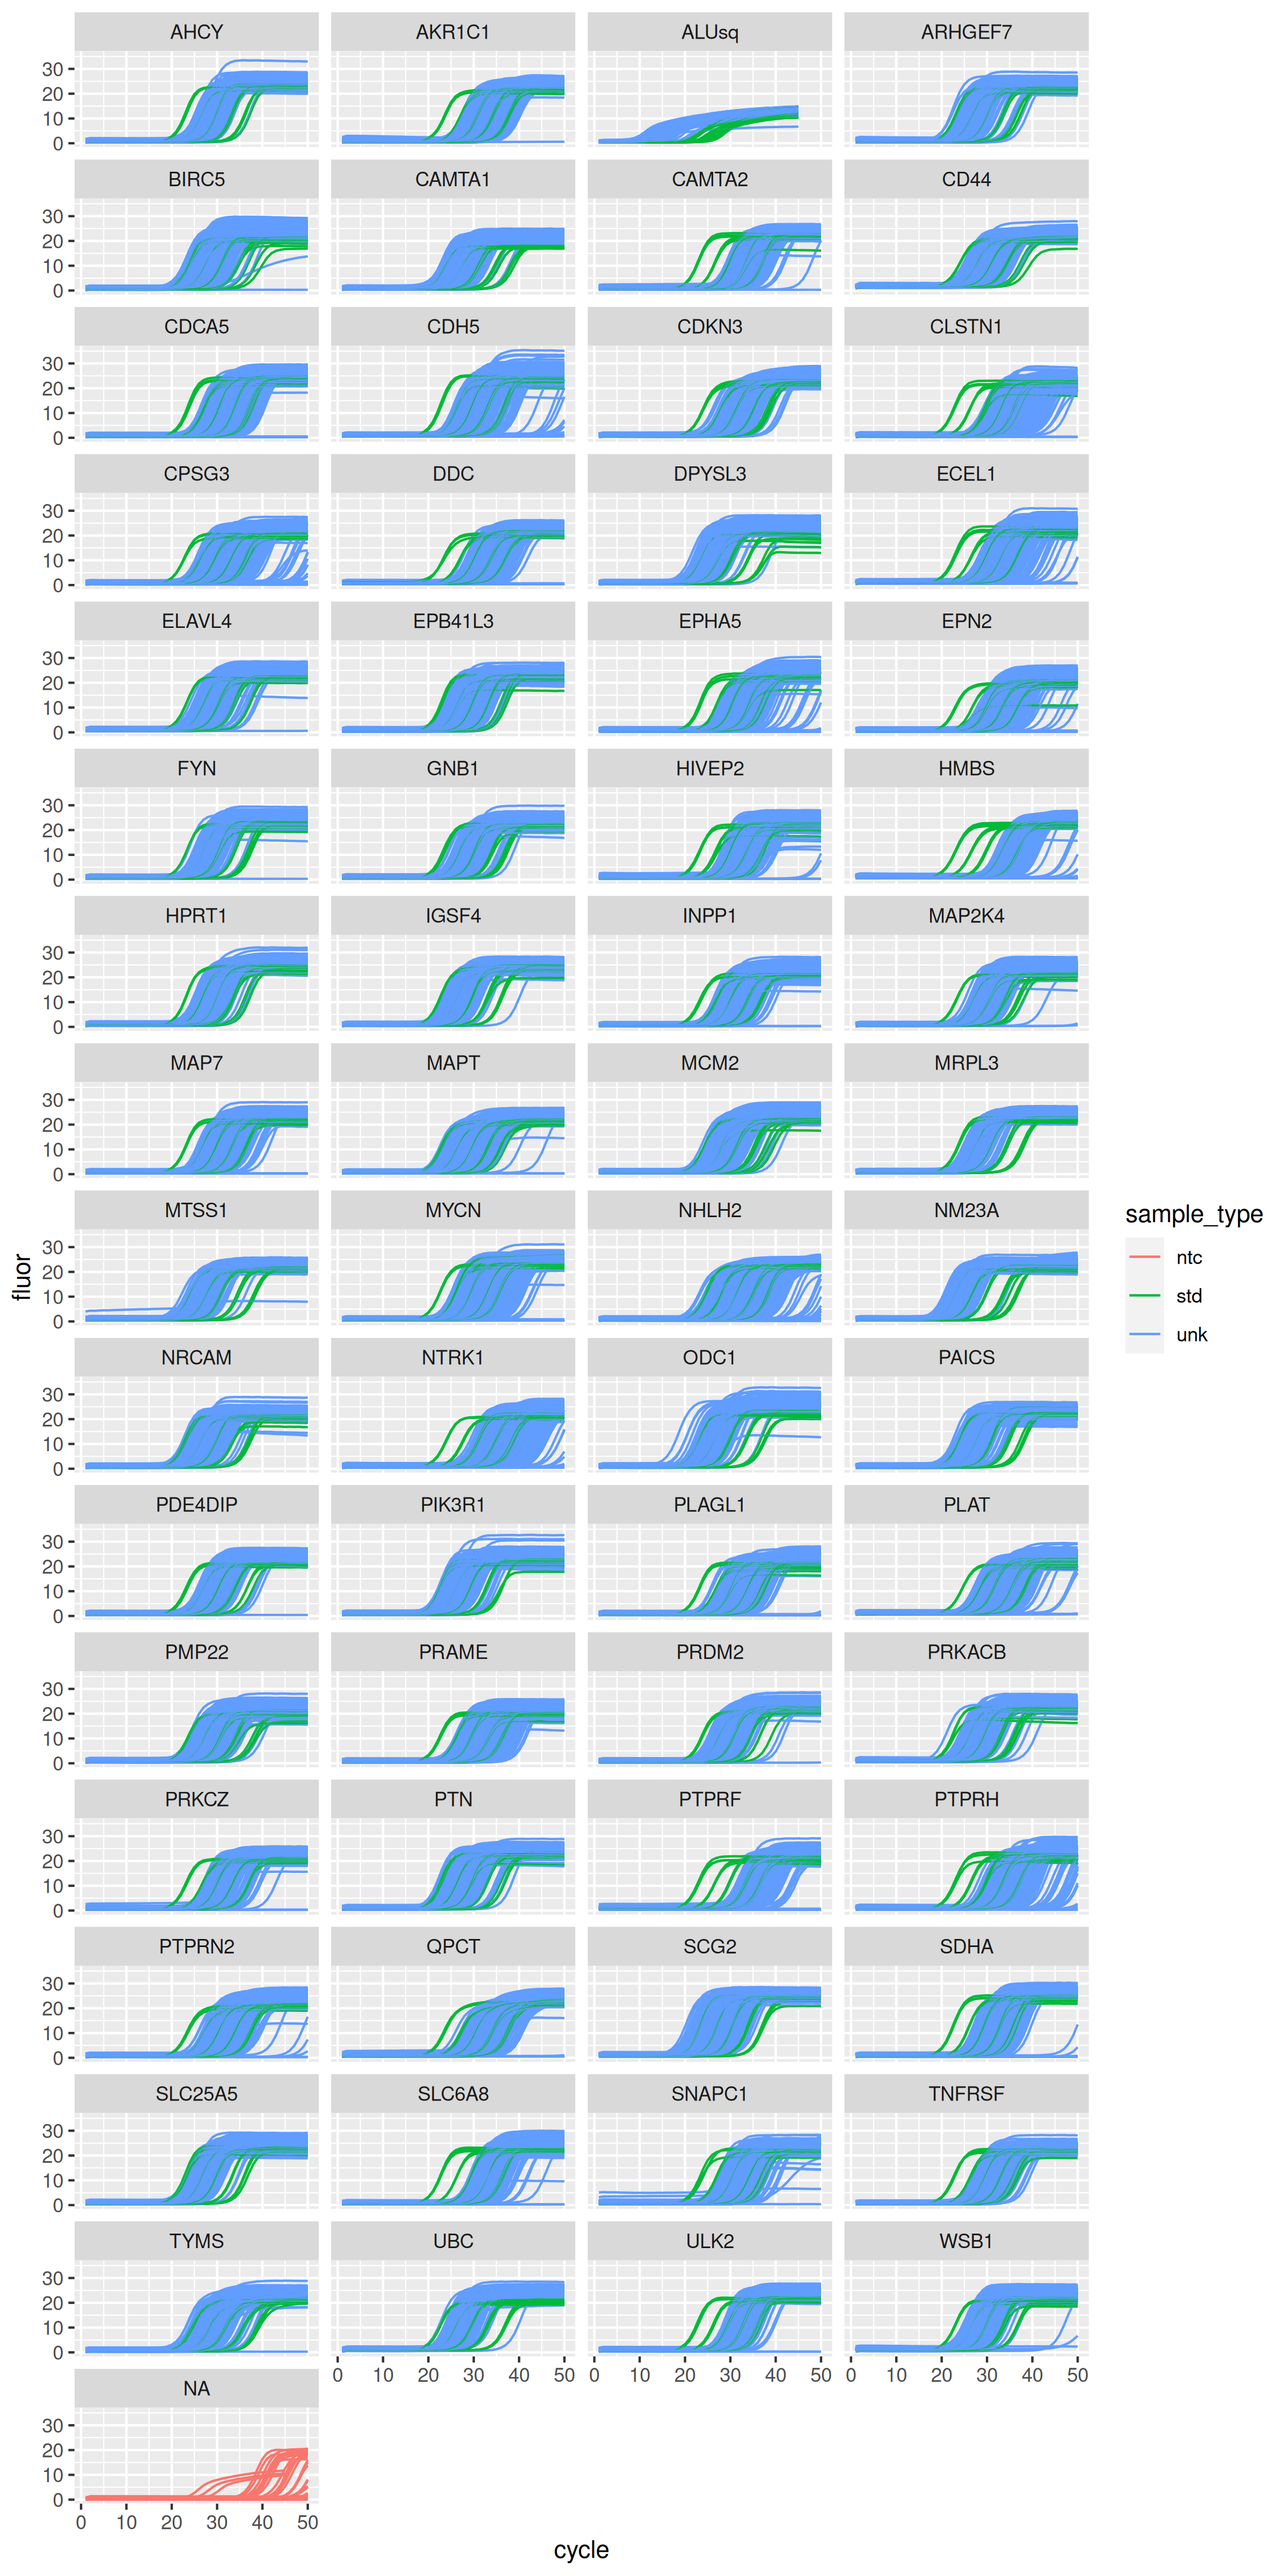 AHCY AKR1C1 ALUsq ARHGEF7
30
20
10
0
BIRC5 CAMTA1 CAMTA2 CD44
30
20
10
0
CDCA5 CDH5 CDKN3 CLSTN1
30
20
10
0
CPSG3 DDC DPYSL3 ECEL1
30
20
10
0
ELAVL4 EPB41L3 EPHA5 EPN2
30
20
10
0
FYN GNB1 HIVEP2 HMBS
30
20
10
0
HPRT1 IGSF4 INPP1 MAP2K4
30
20
10
0
MAP7 MAPT MCM2 MRPL3
30
20
10
0
MTSS1 MYCN NHLH2 NM23A
30
20
10
0
NRCAM NTRK1 ODC1 PAICS
30
20
10
0
PDE4DIP PIK3R1 PLAGL1 PLAT
30
20
10
0
PMP22 PRAME PRDM2 PRKACB
30
20
10
0
PRKCZ PTN PTPRF PTPRH
30
20
10
0
PTPRN2 QPCT SCG2 SDHA
30
20
10
0
SLC25A5 SLC6A8 SNAPC1 TNFRSF
30
20
10
0
TYMS UBC ULK2 WSB1
30
20
10
0
0 10 20 30 40 50 0 10 20 30 40 50 0 10 20 30 40 50
NA
30
20
10
0
0 10 20 30 40 50
cycle
fluor
sample_type
ntc
std
unk